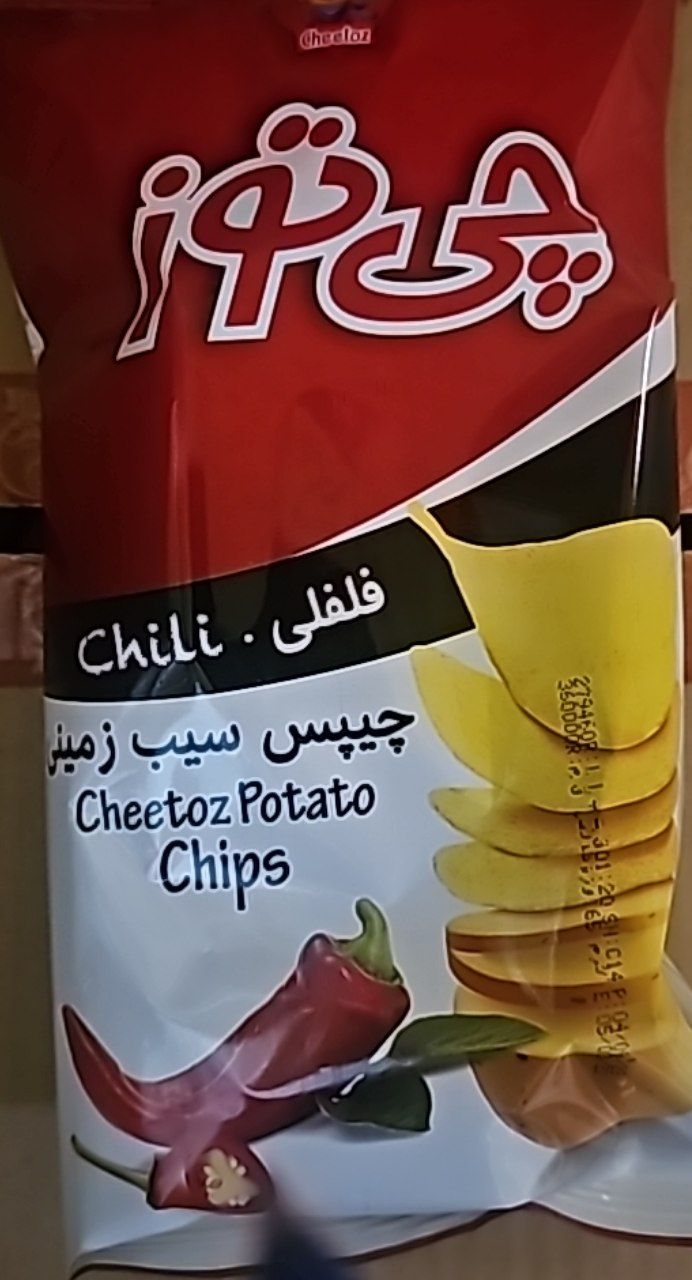 Cheetoz
چی‌توز
Chili . فلفلی
چیپس سیب زمینی
Cheetoz Potato
Chips